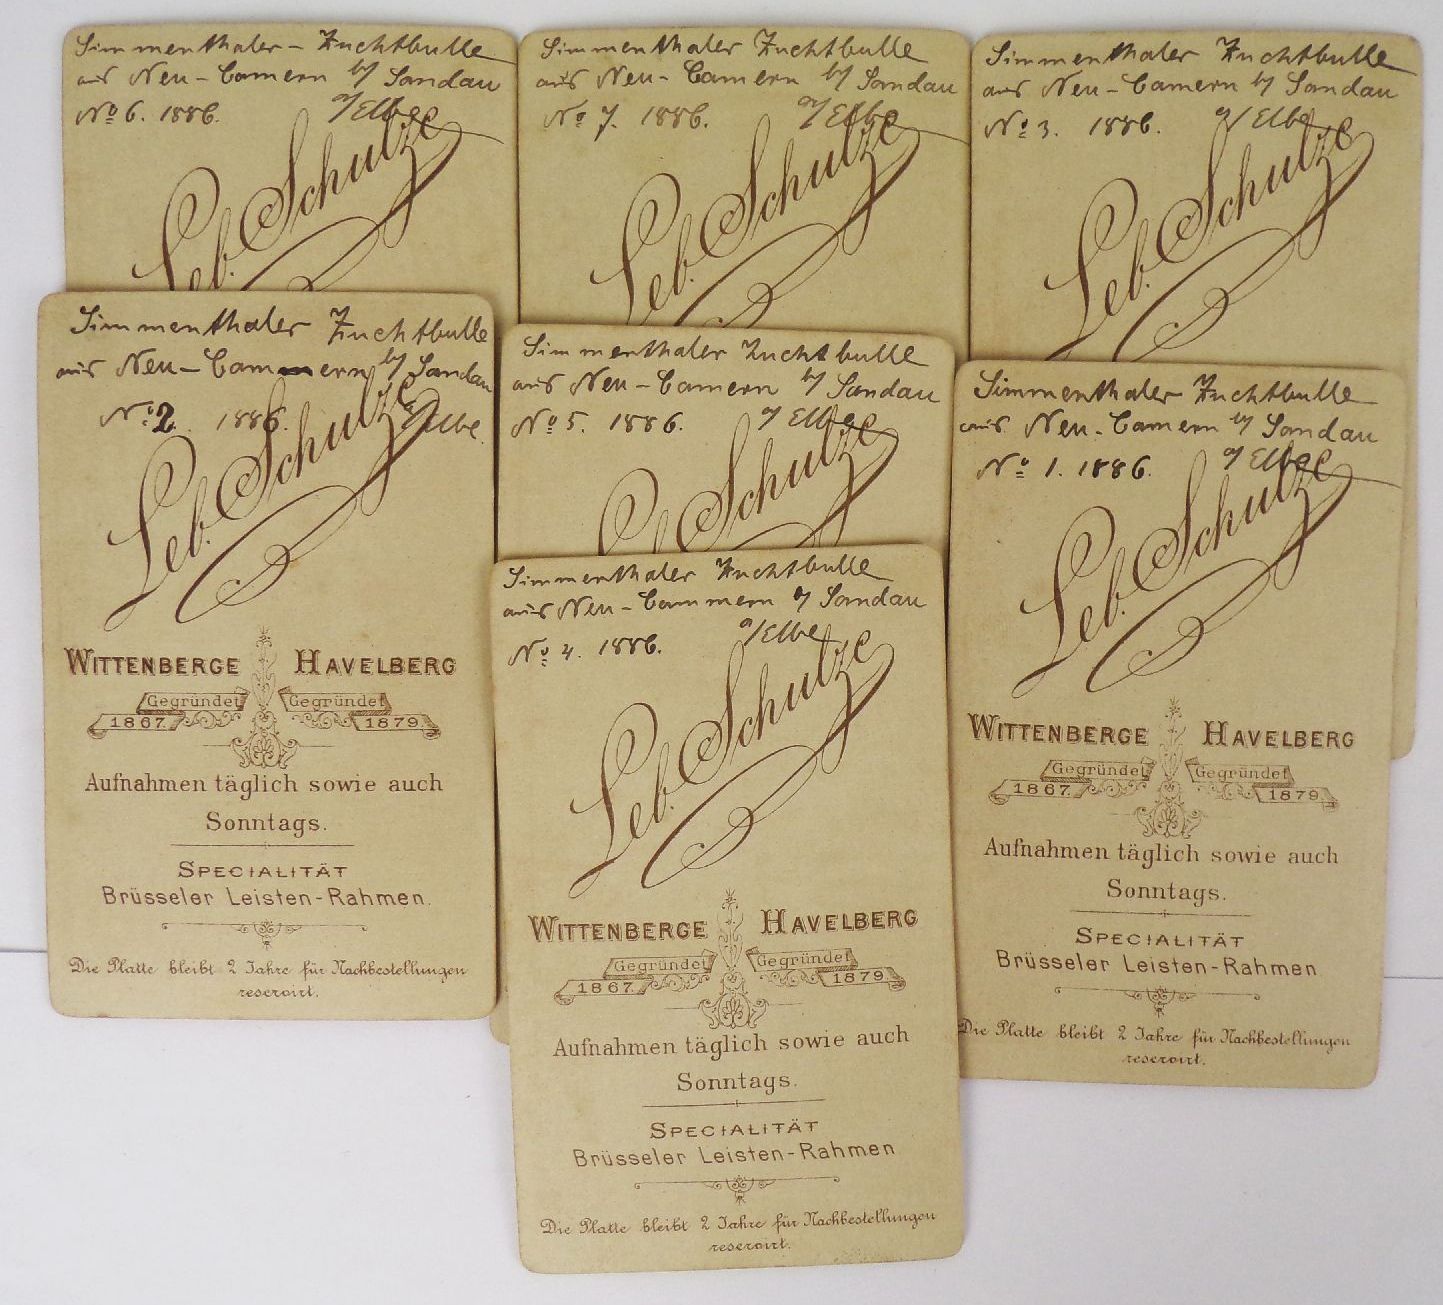 Simmenthaler - Zuchtbulle
aus Neu - Camern b/ Sandau
No 6. 1886. a/Elbe
Leb. Schultze
Simmenthaler Zuchtbulle
aus Neu - Camern b/ Sandau
No 7. 1886. a/Elbe
Leb. Schultze
Simmenthaler Zuchtbulle
aus Neu - Camern b/ Sandau
No 3. 1886. a/Elbe
Leb. Schultze
Simmenthaler Zuchtbulle
aus Neu - Camern b/ Sandau
No 2. 1886. a/Elbe.
Leb. Schultze
WITTENBERGE HAVELBERG
Gegründet Gegründet
1867 1879
Aufnahmen täglich sowie auch
Sonntags.
SPECIALITÄT
Brüsseler Leisten-Rahmen.
Die Platte bleibt 2 Jahre für Nachbestellungen
reservirt.
Simmenthaler Zuchtbulle
aus Neu - Camern b/ Sandau
No 5. 1886. a/ Elbe
Leb. Schultze
Simmenthaler Zuchtbulle
aus Neu - Camern b/ Sandau
No 1. 1886. a/ Elbe
Leb. Schultze
WITTENBERGE HAVELBERG
Gegründet Gegründet
1867 1879
Aufnahmen täglich sowie auch
Sonntags.
SPECIALITÄT
Brüsseler Leisten-Rahmen
Die Platte bleibt 2 Jahre für Nachbestellungen
reservirt.
Simmenthaler Zuchtbulle
aus Neu - Cammern b/ Sandau
No 4. 1886. a/Elbe
Leb. Schultze
WITTENBERGE HAVELBERG
Gegründet Gegründet
1867 1879
Aufnahmen täglich sowie auch
Sonntags.
SPECIALITÄT
Brüsseler Leisten-Rahmen
Die Platte bleibt 2 Jahre für Nachbestellungen
reservirt.